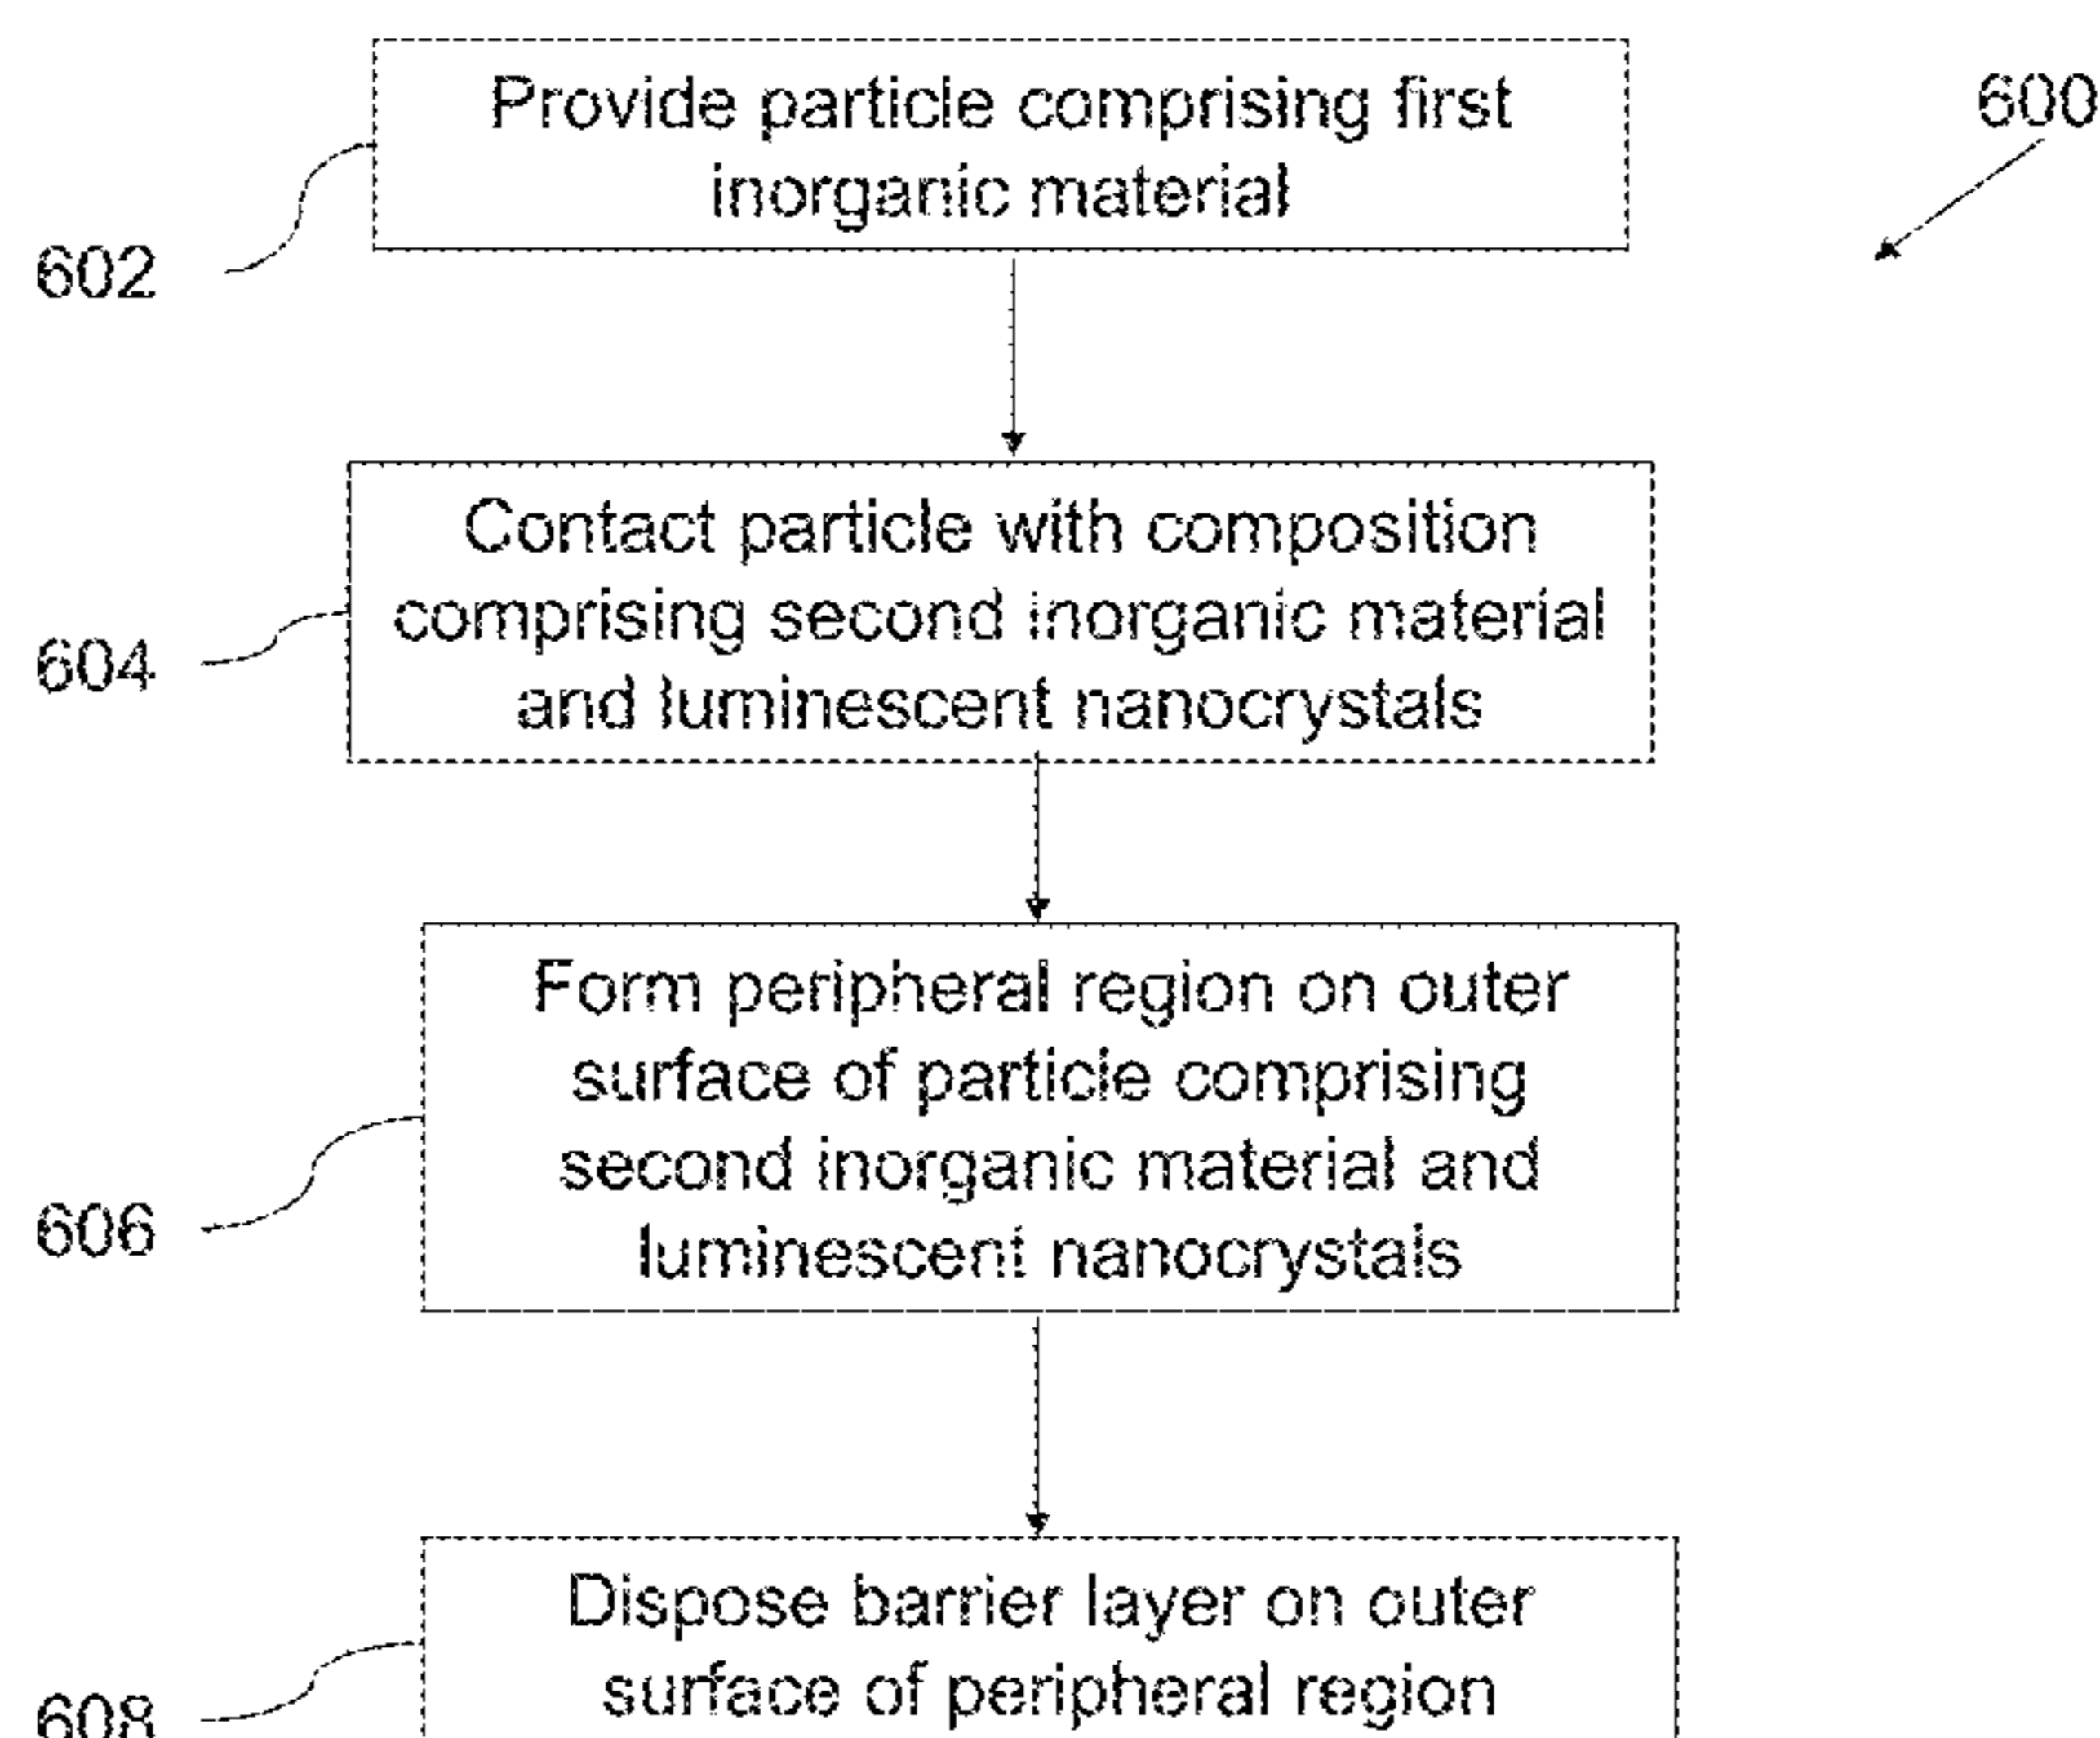 Provide particle comprising first
inorganic material
600
602
Contact particle with composition
comprising second inorganic material
and luminescent nanocrystals
604
Form peripheral region on outer
surface of particle comprising
second inorganic material and
luminescent nanocrystals
606
Dispose barrier layer on outer
surface of peripheral region
608